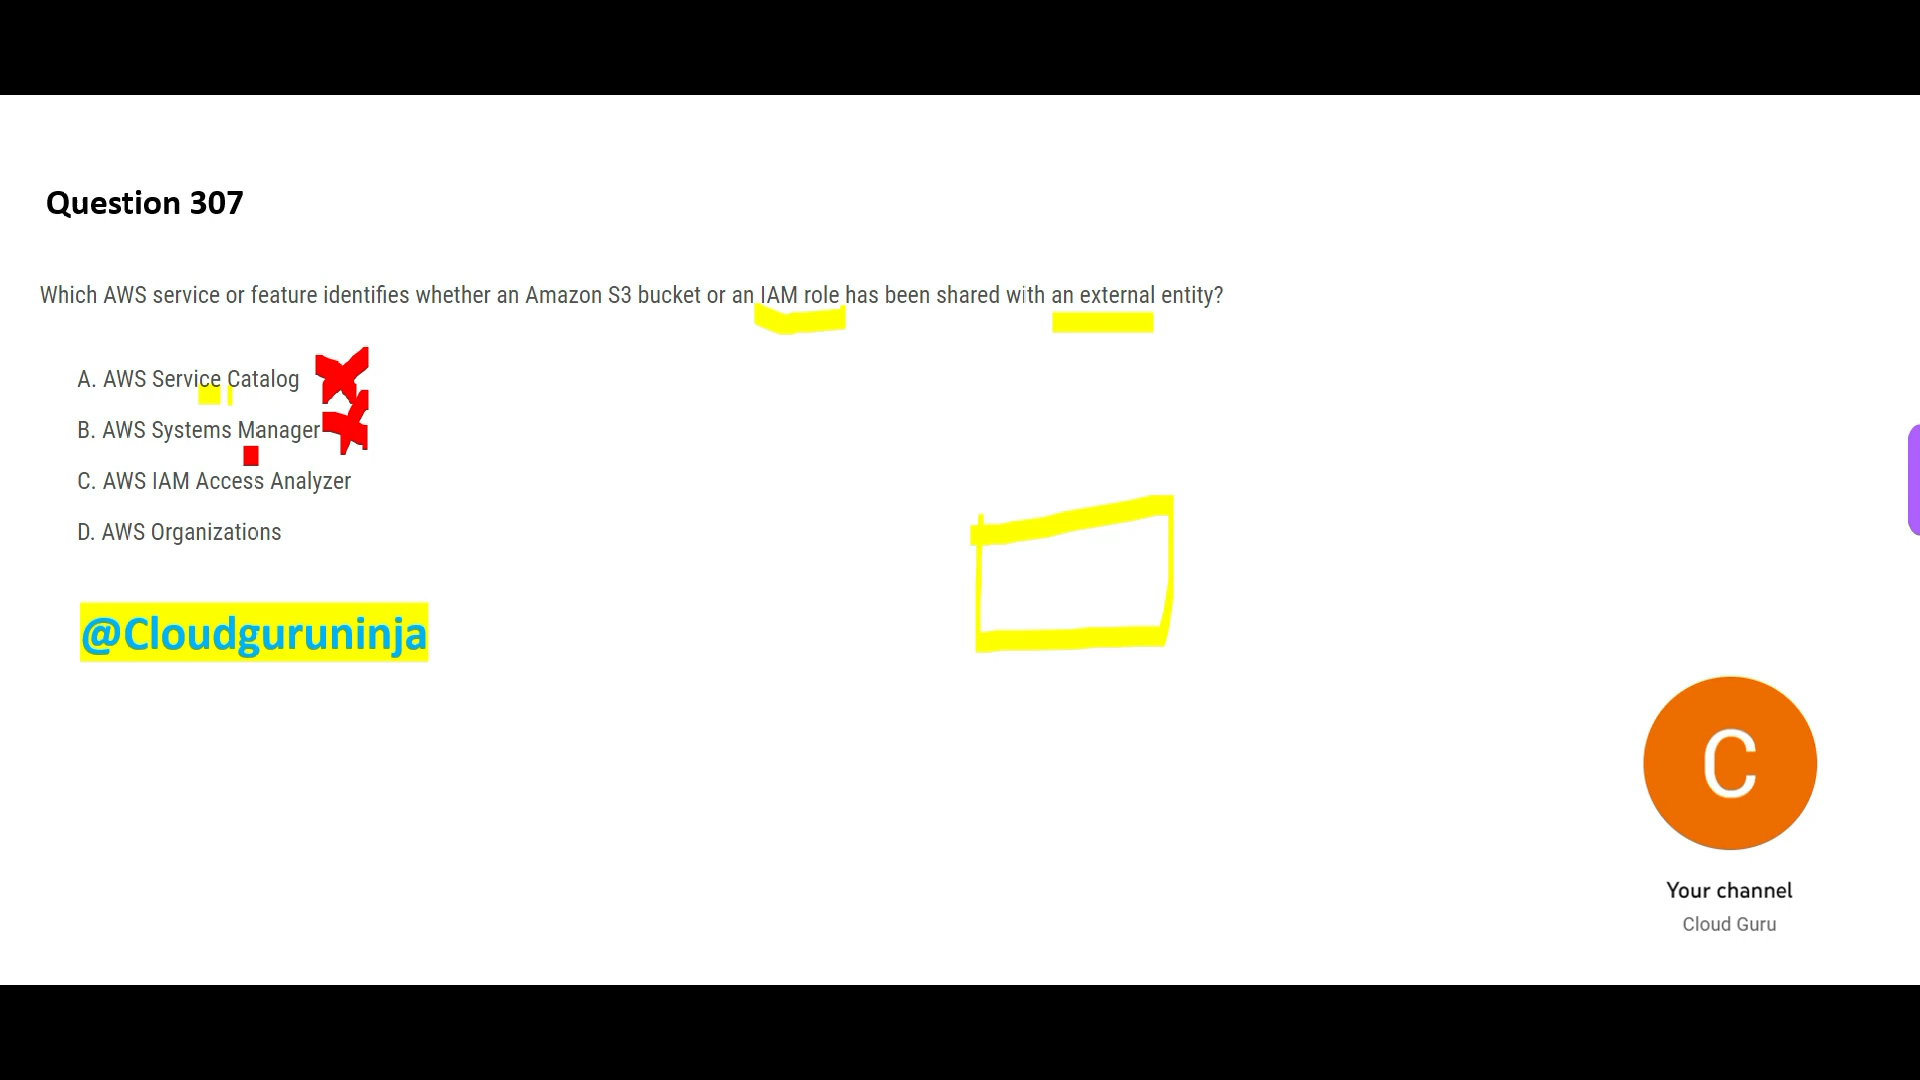 Question 307
Which AWS service or feature identifies whether an Amazon S3 bucket or an IAM role has been shared with an external entity?
A. AWS Service Catalog
B. AWS Systems Manager
C. AWS IAM Access Analyzer
D. AWS Organizations
@Cloudguruninja
C
Your channel
Cloud Guru